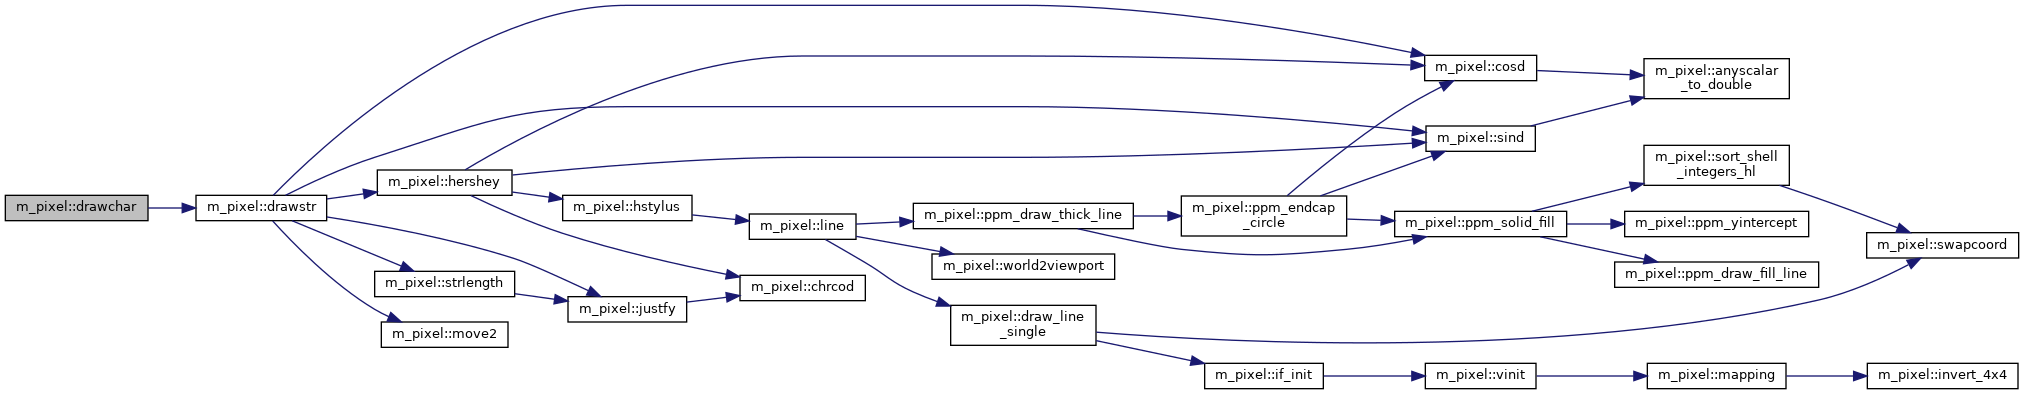 m_pixel::drawchar
m_pixel::drawstr
m_pixel::hershey
m_pixel::strlength
m_pixel::move2
m_pixel::hstylus
m_pixel::justfy
m_pixel::line
m_pixel::chrcod
m_pixel::ppm_draw_thick_line
m_pixel::world2viewport
m_pixel::draw_line
_single
m_pixel::ppm_endcap
_circle
m_pixel::if_init
m_pixel::cosd
m_pixel::sind
m_pixel::ppm_solid_fill
m_pixel::vinit
m_pixel::anyscalar
_to_double
m_pixel::sort_shell
_integers_hl
m_pixel::ppm_yintercept
m_pixel::ppm_draw_fill_line
m_pixel::mapping
m_pixel::swapcoord
m_pixel::invert_4x4